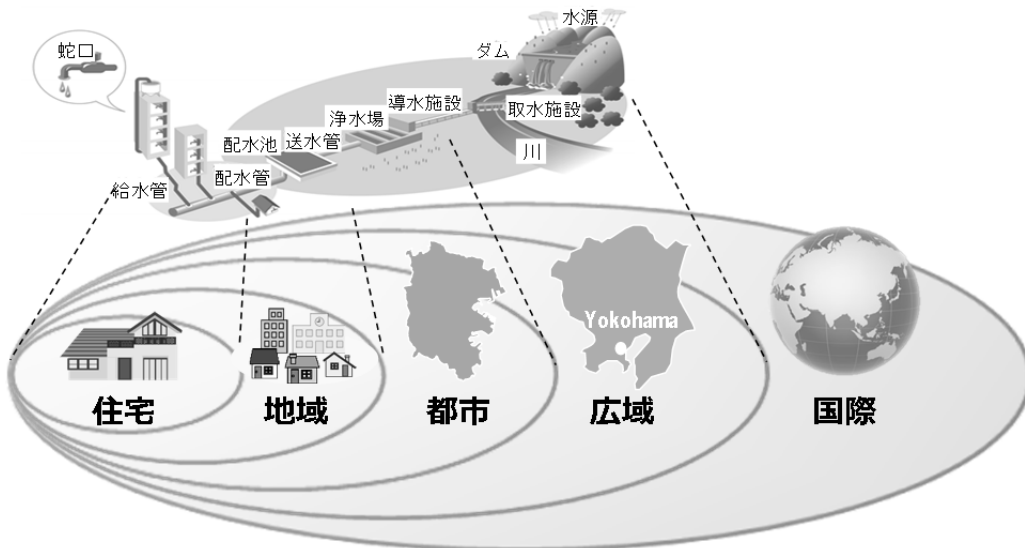 水源
ダム
蛇口
取水施設
導水施設
浄水場
川
送水管
配水池
配水管
給水管
Yokohama
住宅
地域
都市
広域
国際